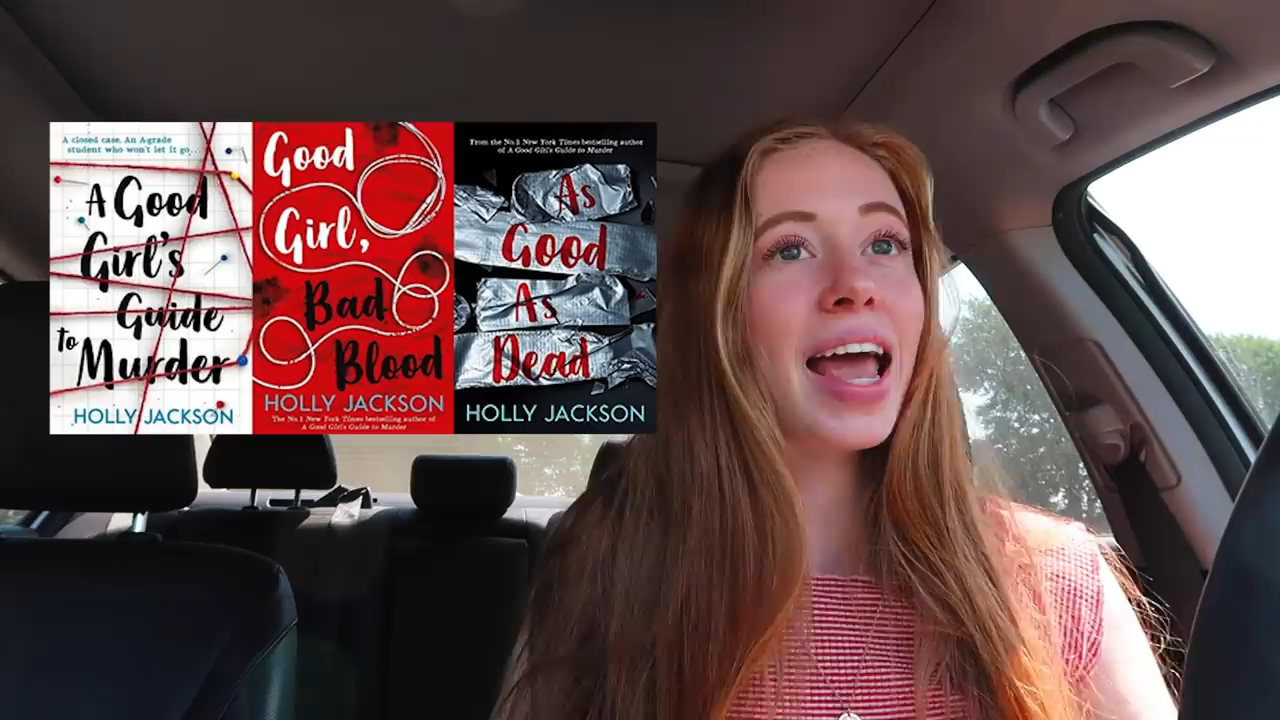 A closed case. An A-grade
student who won't let it go...
A Good
Girl's
Guide
to
Murder
HOLLY JACKSON
Good
Girl,
Bad
Blood
HOLLY JACKSON
The No.1 New York Times bestselling author of
A Good Girl's Guide to Murder
From the No.1 New York Times bestselling author
of A Good Girl's Guide to Murder
As
Good
As
Dead
HOLLY JACKSON